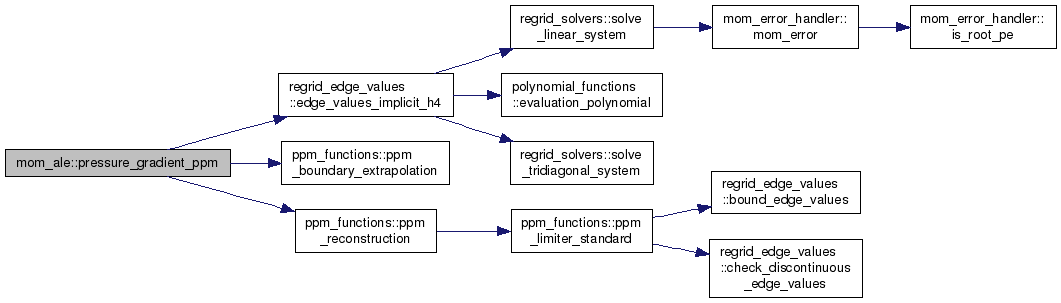 mom_ale::pressure_gradient_ppm
regrid_edge_values
::edge_values_implicit_h4
ppm_functions::ppm
_boundary_extrapolation
ppm_functions::ppm
_reconstruction
regrid_solvers::solve
_linear_system
polynomial_functions
::evaluation_polynomial
regrid_solvers::solve
_tridiagonal_system
ppm_functions::ppm
_limiter_standard
mom_error_handler::
mom_error
mom_error_handler::
is_root_pe
regrid_edge_values
::bound_edge_values
regrid_edge_values
::check_discontinuous
_edge_values